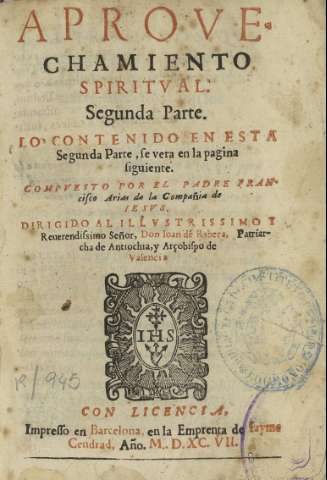 APROVE-
CHAMIENTO
SPIRITVAL:
Segunda Parte.
LO CONTENIDO EN ESTA
Segunda Parte, se vera en la pagina
siguiente.
COMPVESTO POR EL PADRE FRAN-
cisco Arias de la Compañia de
IESVS,
DIRIGIDO AL ILLVSTRISSIMO Y
Reuerendissimo Señor, Don Ioan de Ribera, Patriar-
cha de Antiochia, y Arçobispo de
Valencia
IHS
R/945
CON LICENCIA,
Impresso en Barcelona, en la Emprenta de Iayme
Cendrad, Año. M.D.XC.VII.